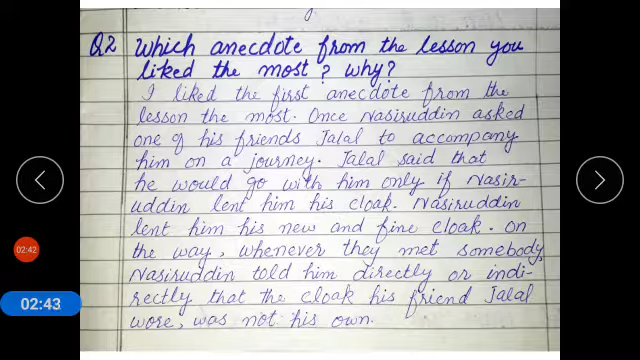 Q2 Which anecdote from the lesson you
liked the most? Why?
I liked the first anecdote from the
lesson the most. Once Nasiruddin asked
one of his friends Jalal to accompany
him on a journey. Jalal said that
he would go with him only if Nasir-
uddin lent him his cloak. Nasiruddin
lent him his new and fine cloak. On
the way, whenever they met somebody,
Nasiruddin told him directly or indi-
rectly that the cloak his friend Jalal
wore, was not his own.
02:42
02:43